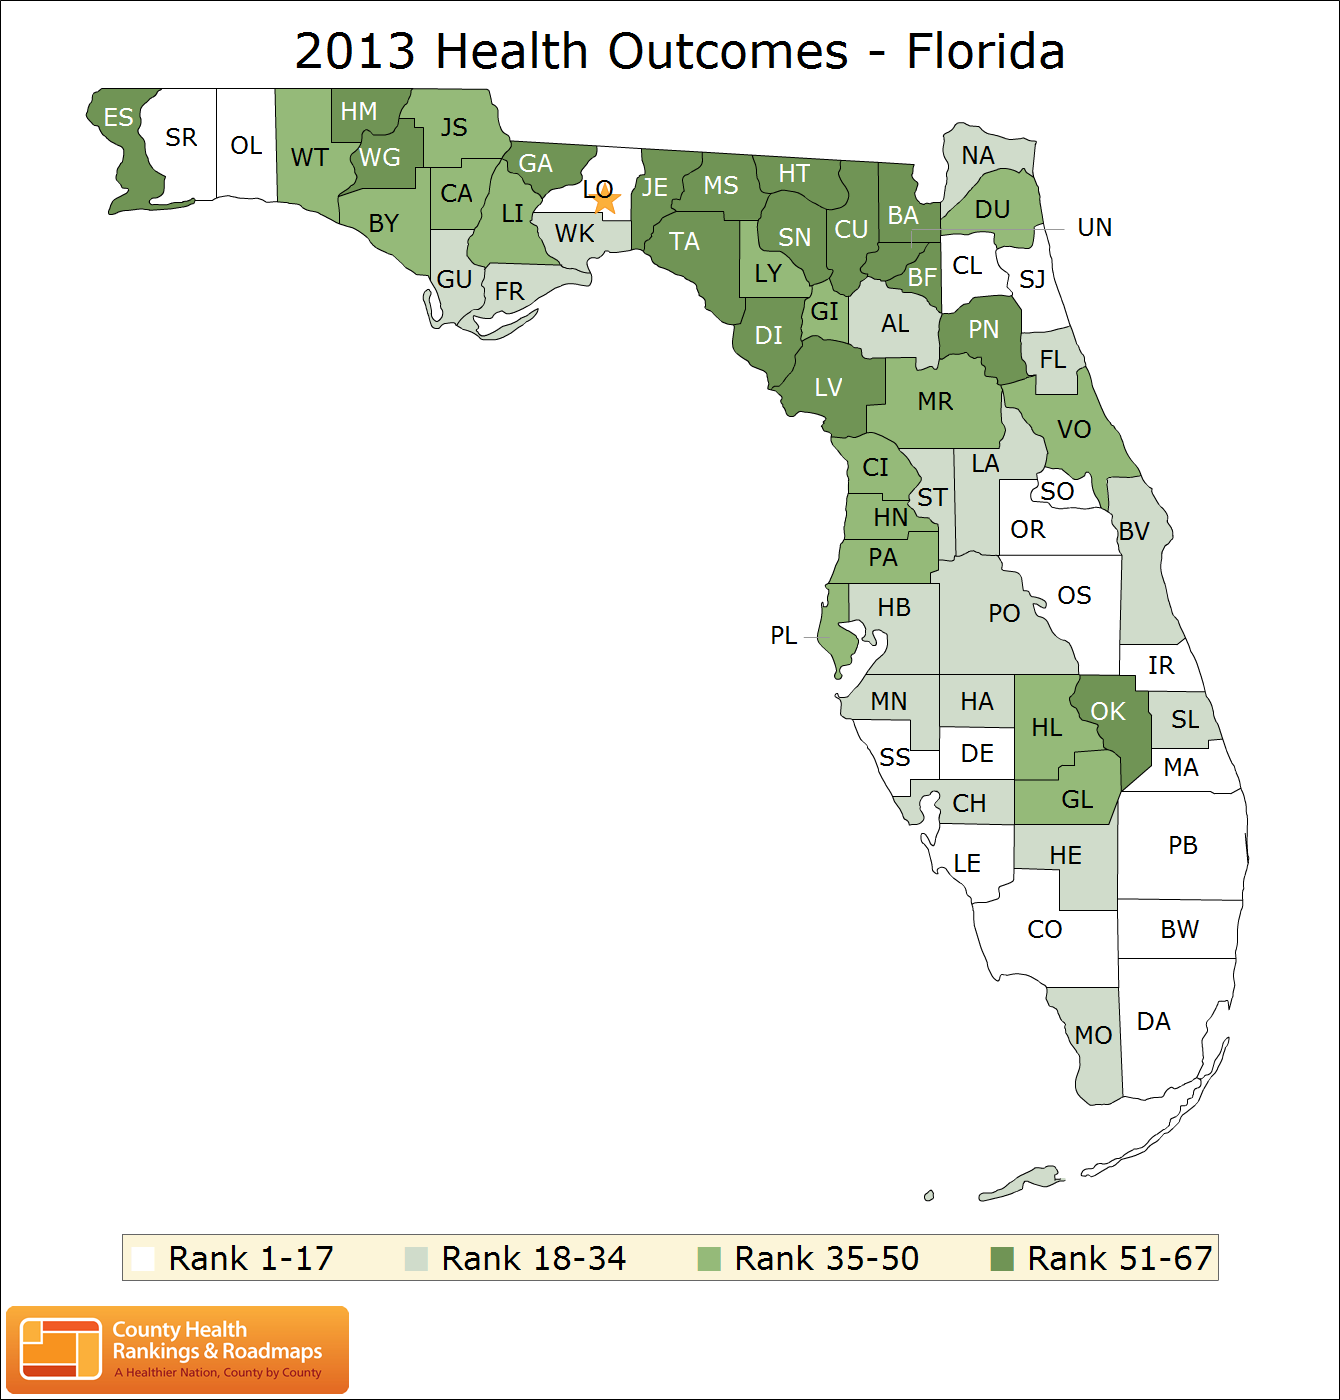 2013 Health Outcomes - Florida
ES
SR
OL
WT
HM
WG
JS
BY
CA
LI
GU
FR
GA
LO
WK
JE
MS
HT
TA
SN
CU
BA
LY
BF
UN
NA
DU
CL
SJ
GI
AL
PN
DI
FL
LV
MR
VO
CI
LA
ST
SO
HN
OR
BV
PA
OS
HB
PO
PL
IR
MN
HA
OK
SL
HL
SS
DE
MA
CH
GL
PB
HE
LE
CO
BW
DA
MO
Rank 1-17 Rank 18-34 Rank 35-50 Rank 51-67
County Health
Rankings & Roadmaps
A Healthier Nation, County by County